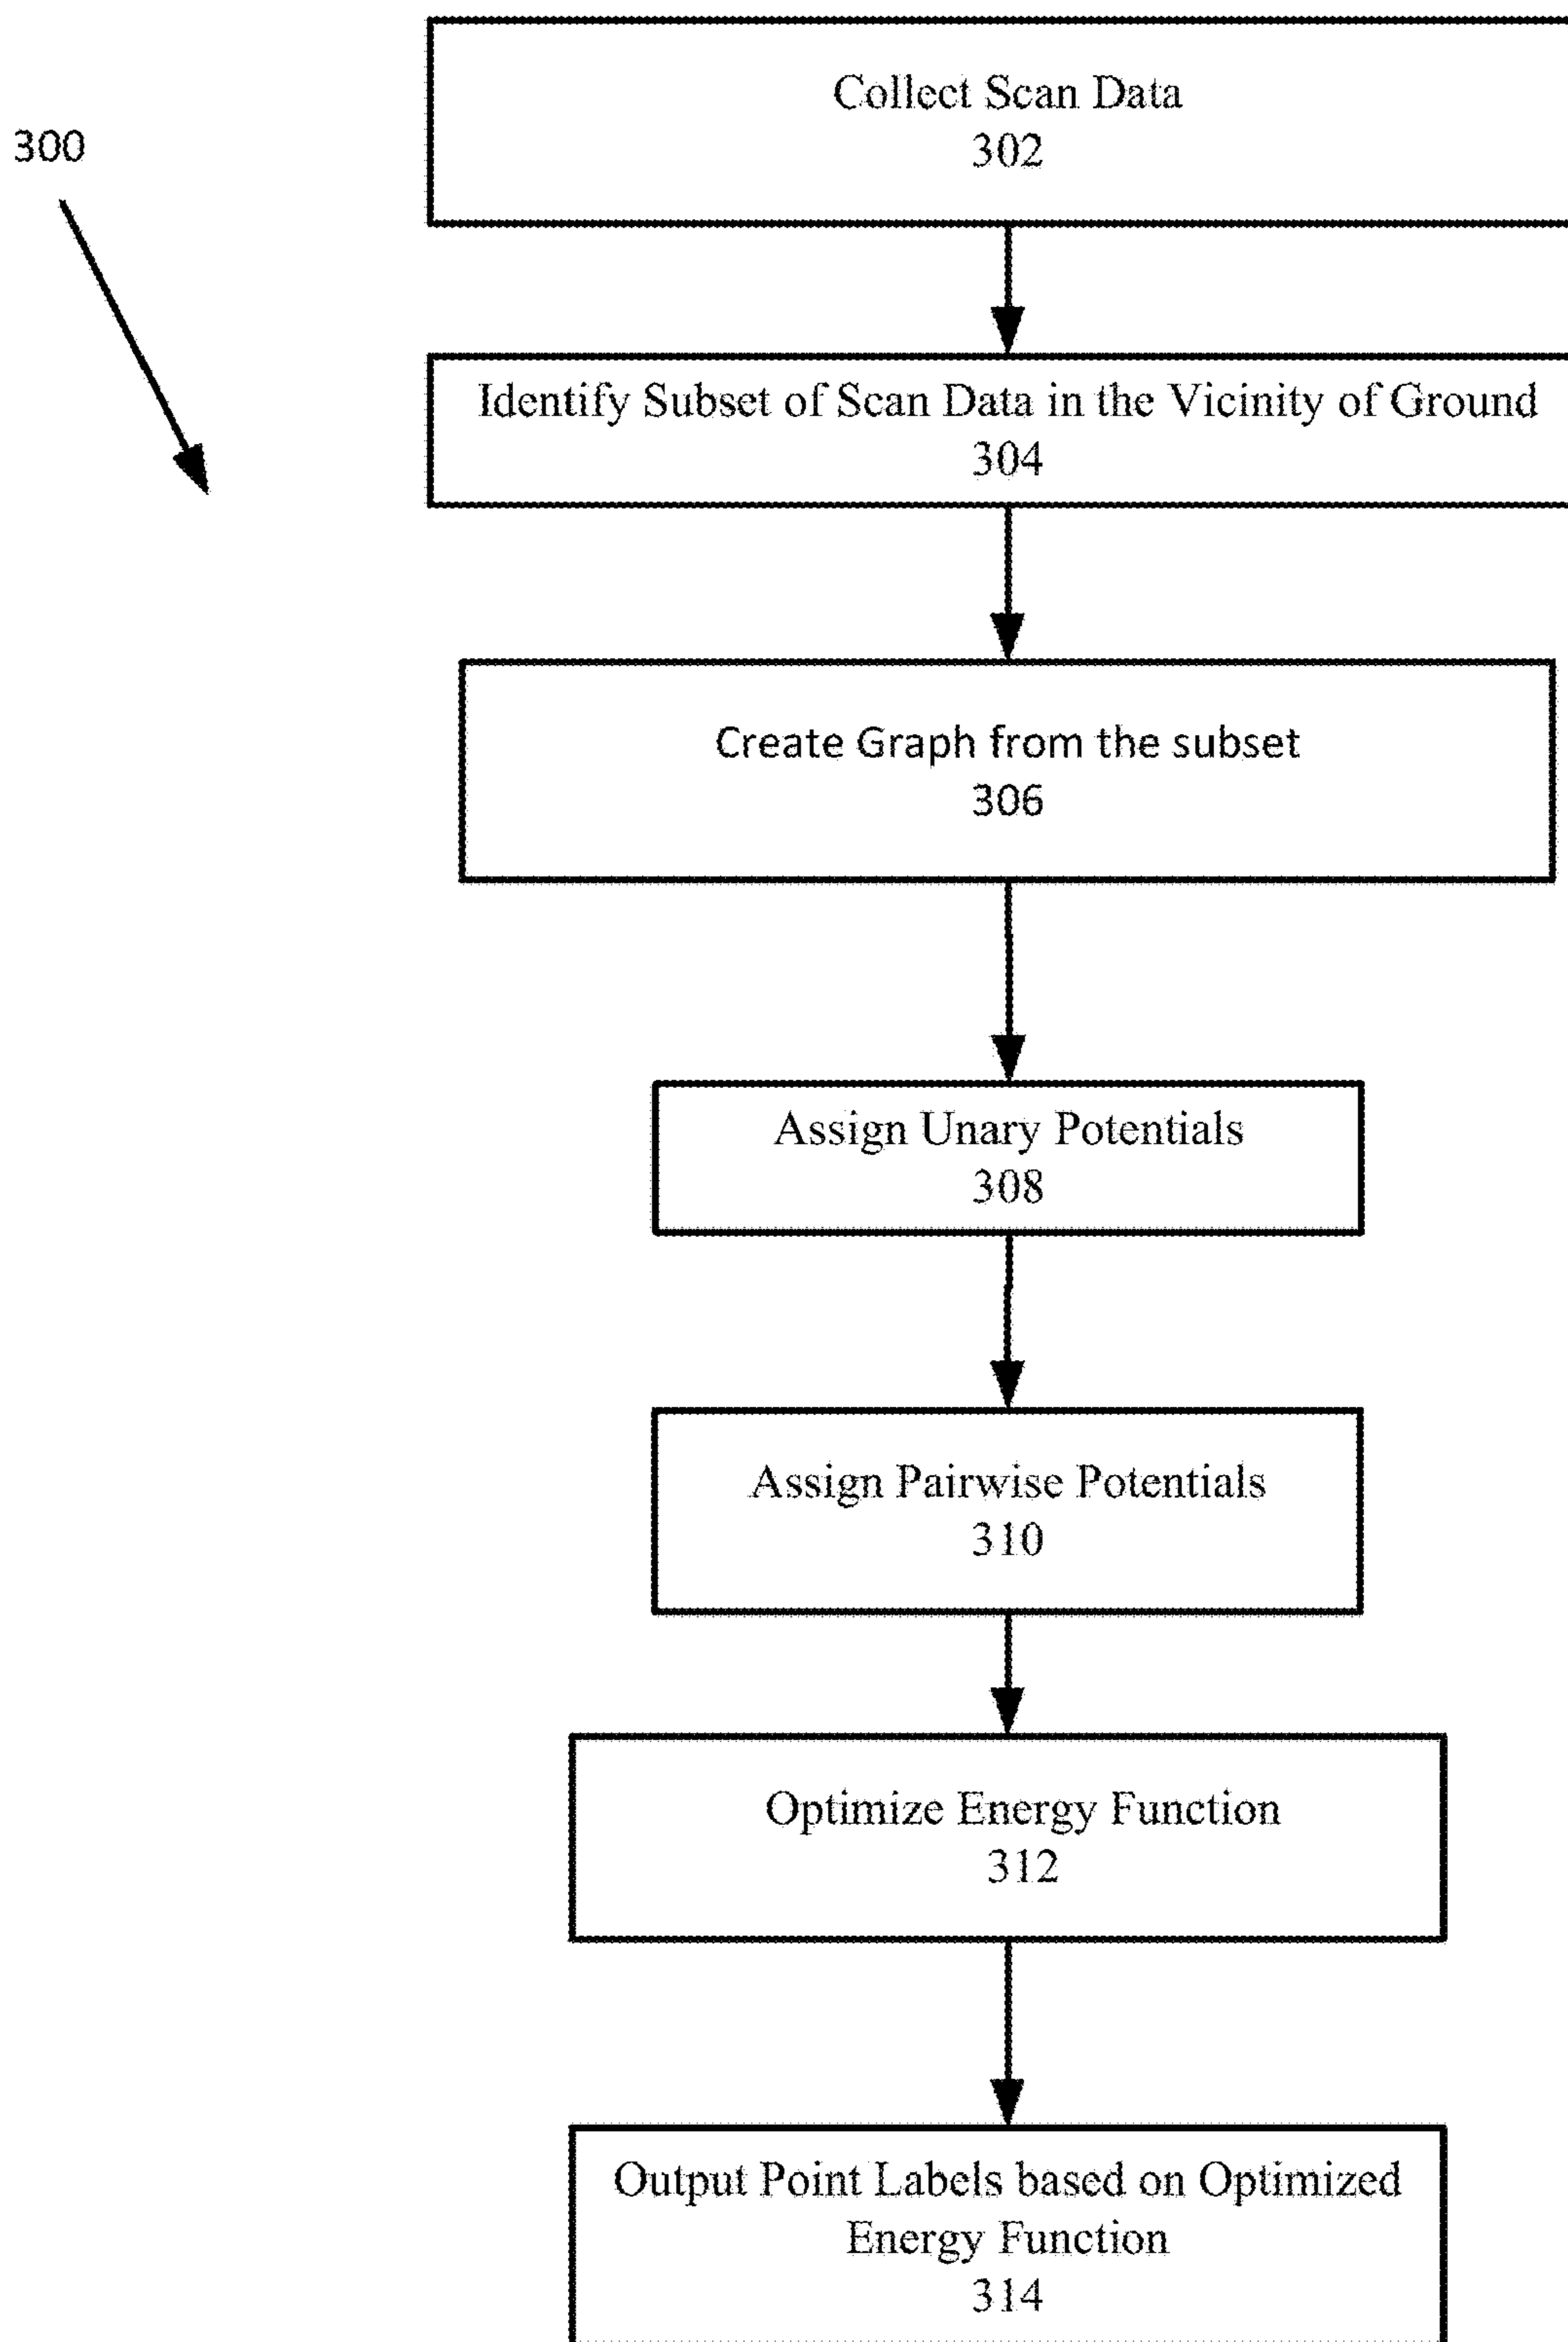 Collect Scan Data
302
300
Identify Subset of Scan Data in the Vicinity of Ground
304
Create Graph from the subset
306
Assign Unary Potentials
308
Assign Pairwise Potentials
310
Optimize Energy Function
312
Output Point Labels based on Optimized
Energy Function
314